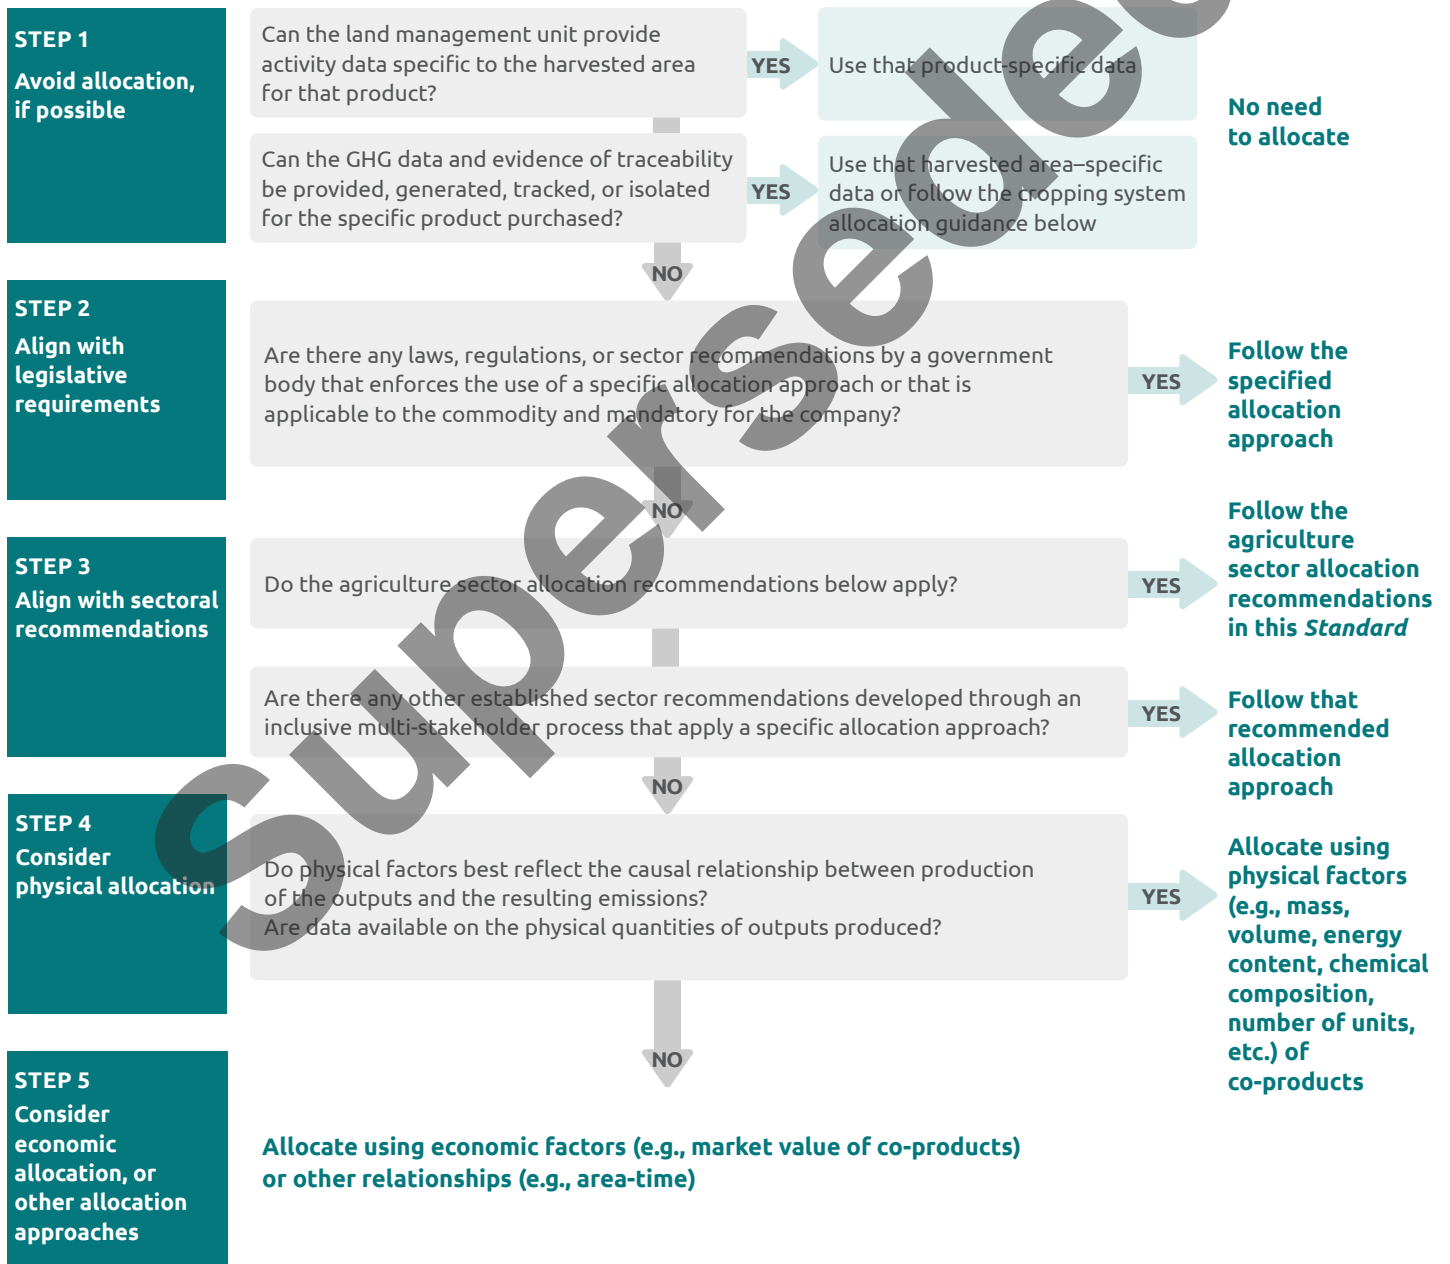 STEP 1
Avoid allocation,
if possible
Can the land management unit provide
activity data specific to the harvested area
for that product?
YES
Use that product-specific data
Can the GHG data and evidence of traceability
be provided, generated, tracked, or isolated
for the specific product purchased?
YES
Use that harvested area–specific
data or follow the cropping system
allocation guidance below
No need
to allocate
NO
STEP 2
Align with
legislative
requirements
Are there any laws, regulations, or sector recommendations by a government
body that enforces the use of a specific allocation approach or that is
applicable to the commodity and mandatory for the company?
YES
Follow the
specified
allocation
approach
NO
STEP 3
Align with sectoral
recommendations
Do the agriculture sector allocation recommendations below apply?
YES
Follow the
agriculture
sector allocation
recommendations
in this Standard
Are there any other established sector recommendations developed through an
inclusive multi-stakeholder process that apply a specific allocation approach?
YES
Follow that
recommended
allocation
approach
NO
STEP 4
Consider
physical allocation
Do physical factors best reflect the causal relationship between production
of the outputs and the resulting emissions?
Are data available on the physical quantities of outputs produced?
YES
Allocate using
physical factors
(e.g., mass,
volume, energy
content, chemical
composition,
number of units,
etc.) of
co-products
NO
STEP 5
Consider
economic
allocation, or
other allocation
approaches
Allocate using economic factors (e.g., market value of co-products)
or other relationships (e.g., area-time)
Superseded